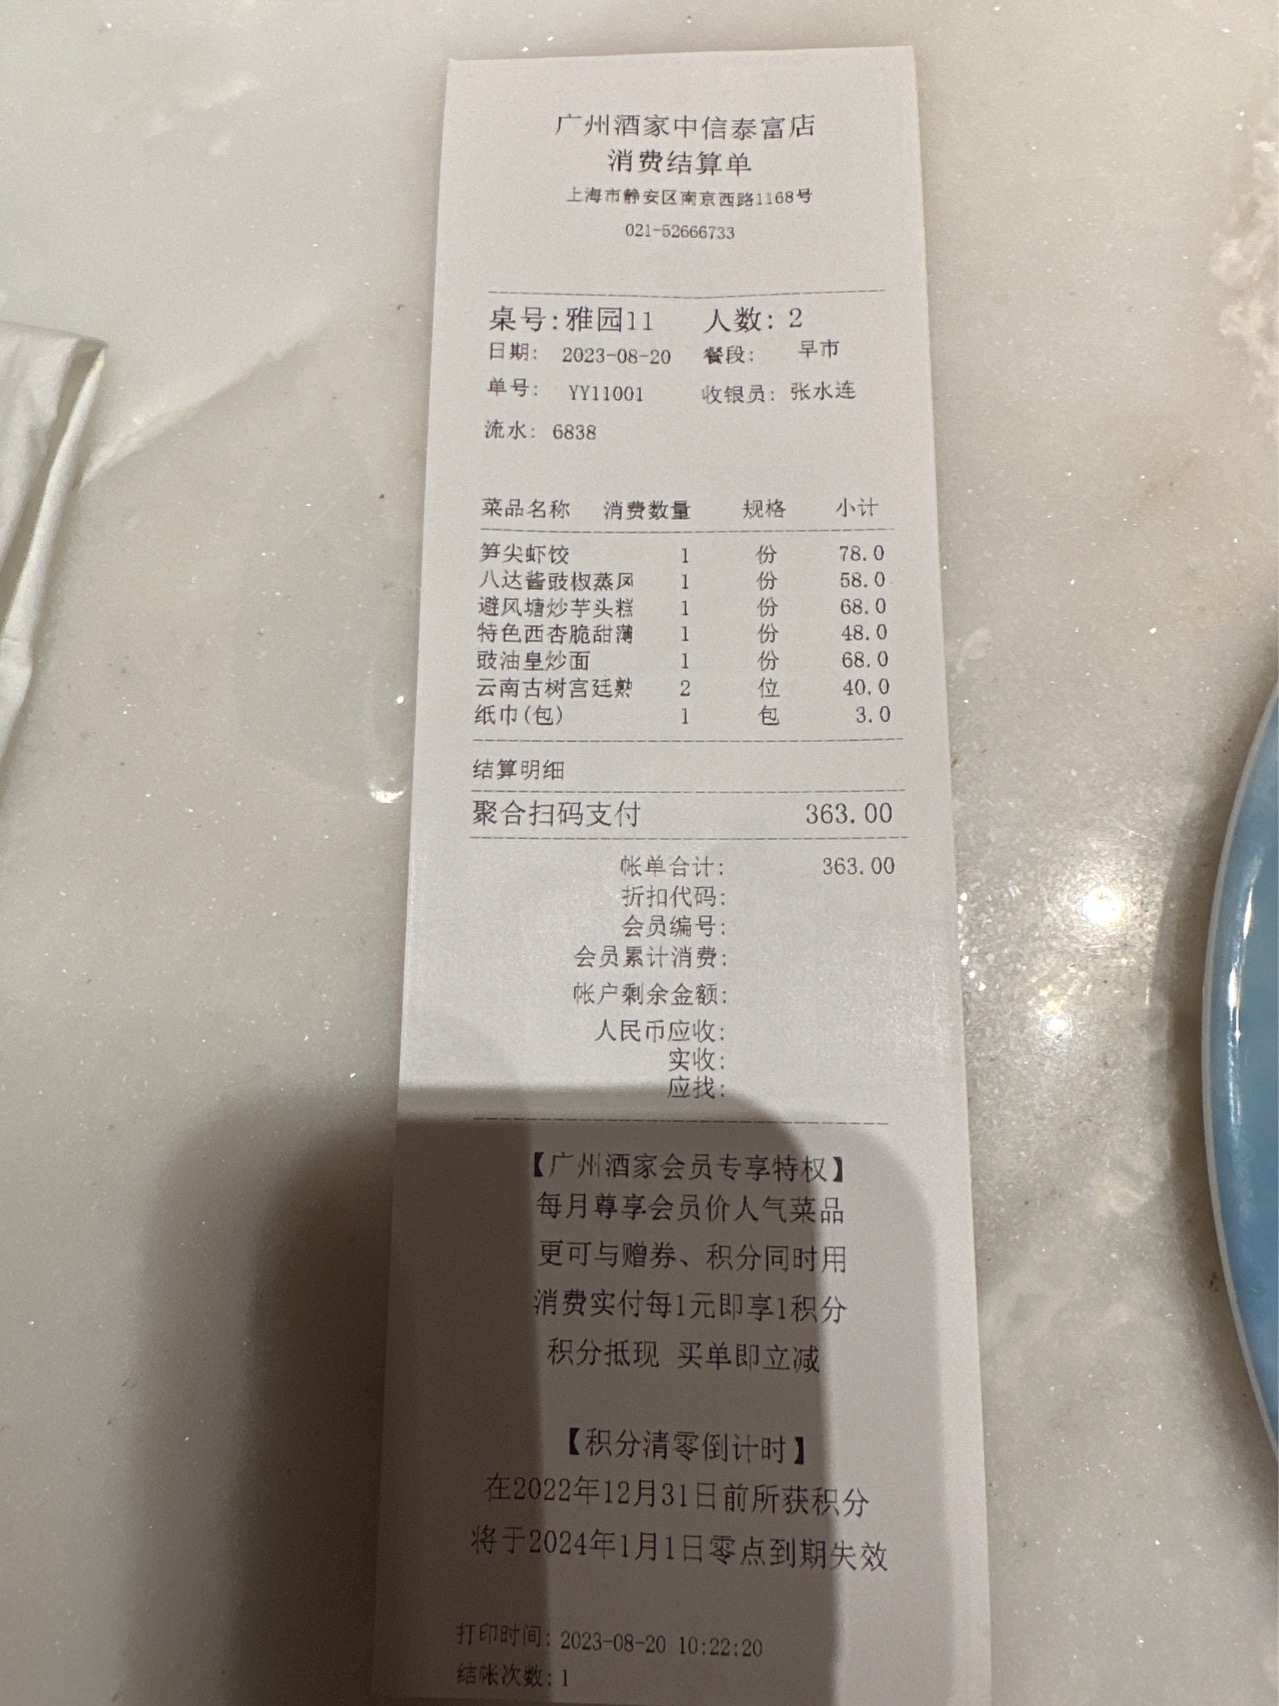 广州酒家中信泰富店
消费结算单
上海市静安区南京西路1168号
021-52666733
桌号:雅园11 人数: 2
日期: 2023-08-20 餐段: 早市
单号: YY11001 收银员: 张水连
流水: 6838
菜品名称 消费数量 规格 小计
笋尖虾饺 1 份 78.0
八达酱豉椒蒸凤 1 份 58.0
避风塘炒芋头糕 1 份 68.0
特色西杏脆甜薄 1 份 48.0
豉油皇炒面 1 份 68.0
云南古树宫廷熟 2 位 40.0
纸巾(包) 1 包 3.0
结算明细
聚合扫码支付 363.00
帐单合计: 363.00
折扣代码:
会员编号:
会员累计消费:
帐户剩余金额:
人民币应收:
实收:
应找:
【广州酒家会员专享特权】
每月尊享会员价人气菜品
更可与赠券、积分同时用
消费实付每1元即享1积分
积分抵现 买单即立减
【积分清零倒计时】
在2022年12月31日前所获积分
将于2024年1月1日零点到期失效
打印时间: 2023-08-20 10:22:20
结帐次数: 1